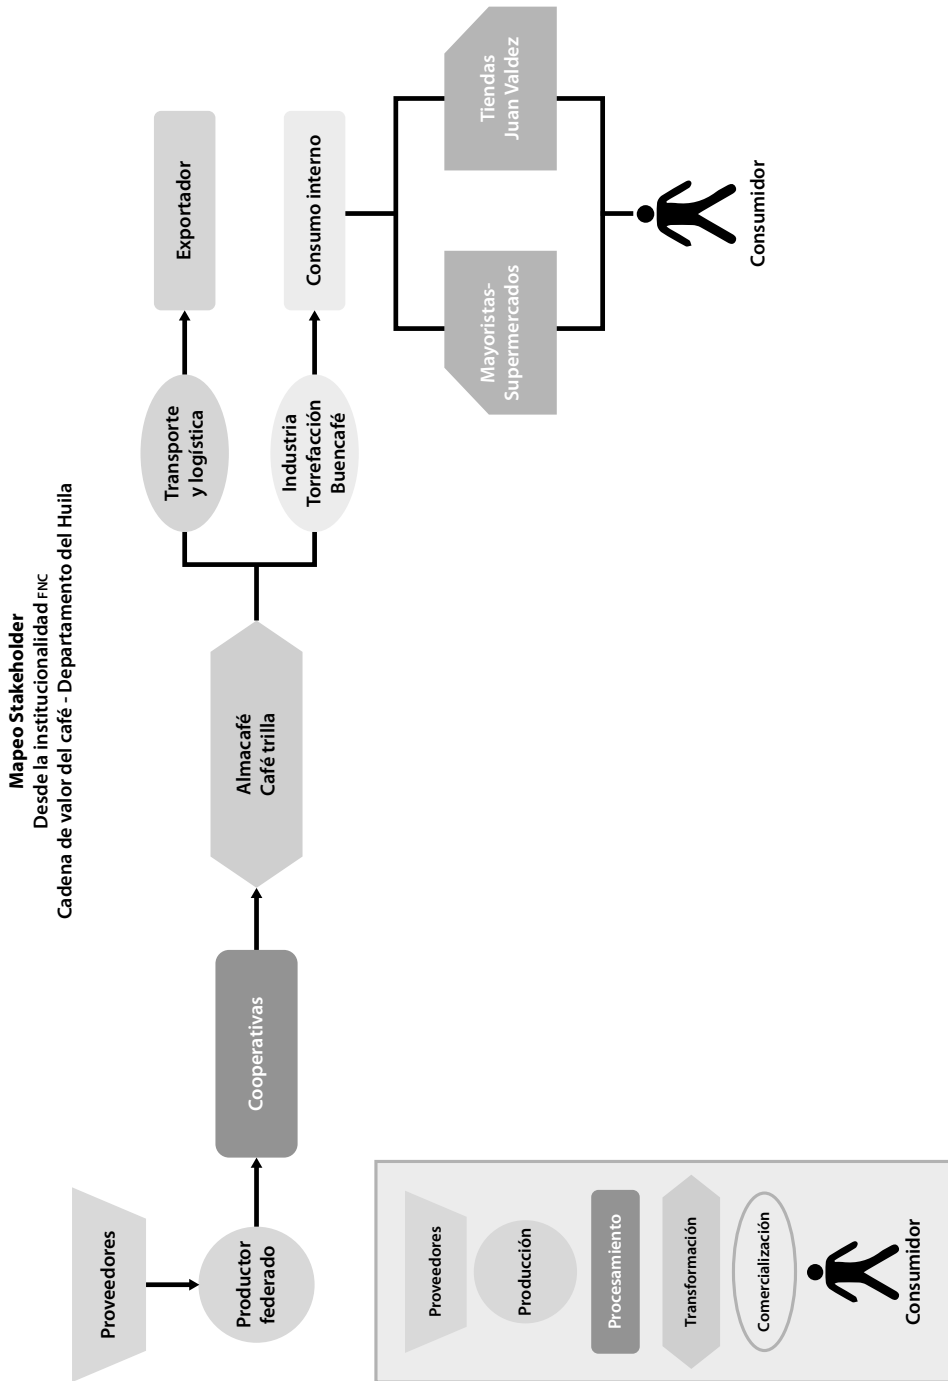 Mapeo Stakeholder
Desde la institucionalidad FNC
Cadena de valor del café - Departamento del Huila
Proveedores
Productor
federado
Cooperativas
Almacafé
Café trilla
Transporte
y logística
Exportador
Industria
Torrefacción
Buencafé
Consumo interno
Mayoristas-
Supermercados
Tiendas
Juan Valdez
Consumidor
Proveedores
Producción
Procesamiento
Transformación
Comercialización
Consumidor